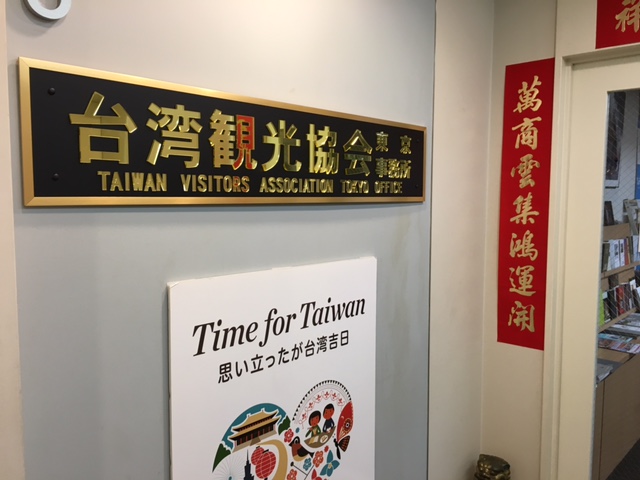 台湾観光協会 東京
事務所
TAIWAN VISITORS ASSOCIATION TOKYO OFFICE
Time for Taiwan
思い立ったが台湾吉日
萬商雲集鴻運開
祥